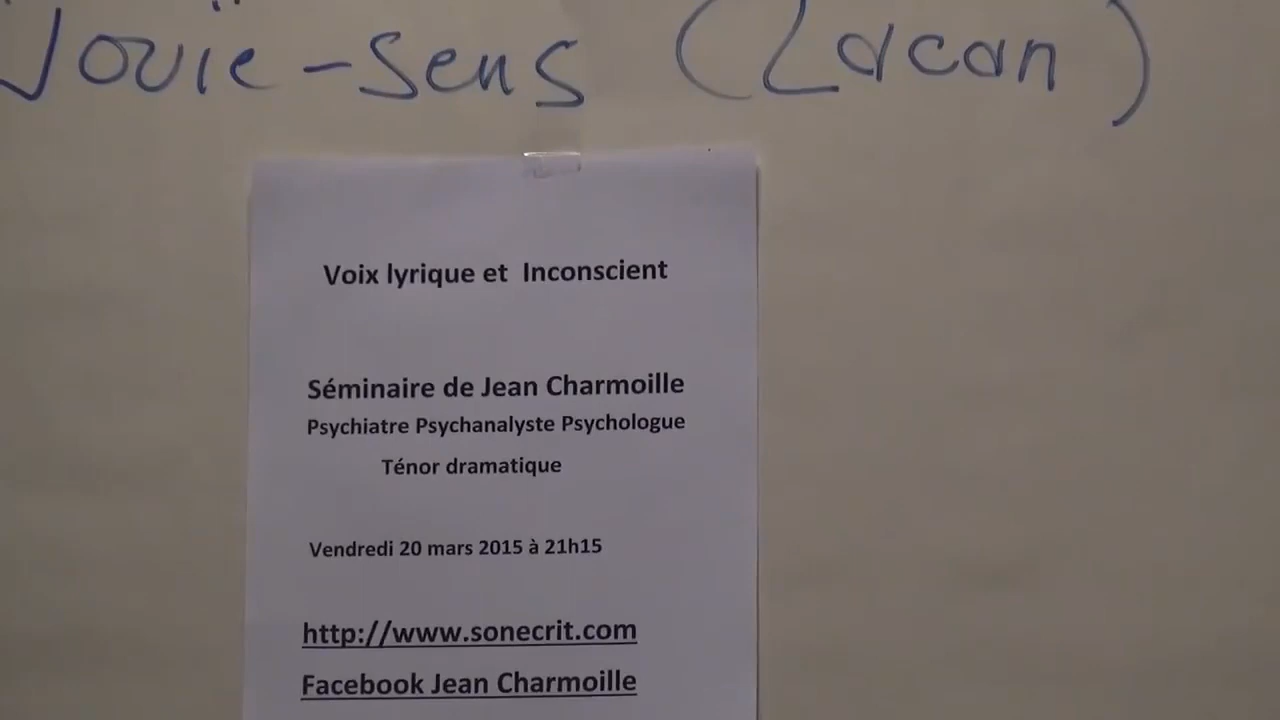 Jouïe-sens (Lacan)
Voix lyrique et Inconscient
Séminaire de Jean Charmoille
Psychiatre Psychanalyste Psychologue
Ténor dramatique
Vendredi 20 mars 2015 à 21h15
http://www.sonecrit.com
Facebook Jean Charmoille